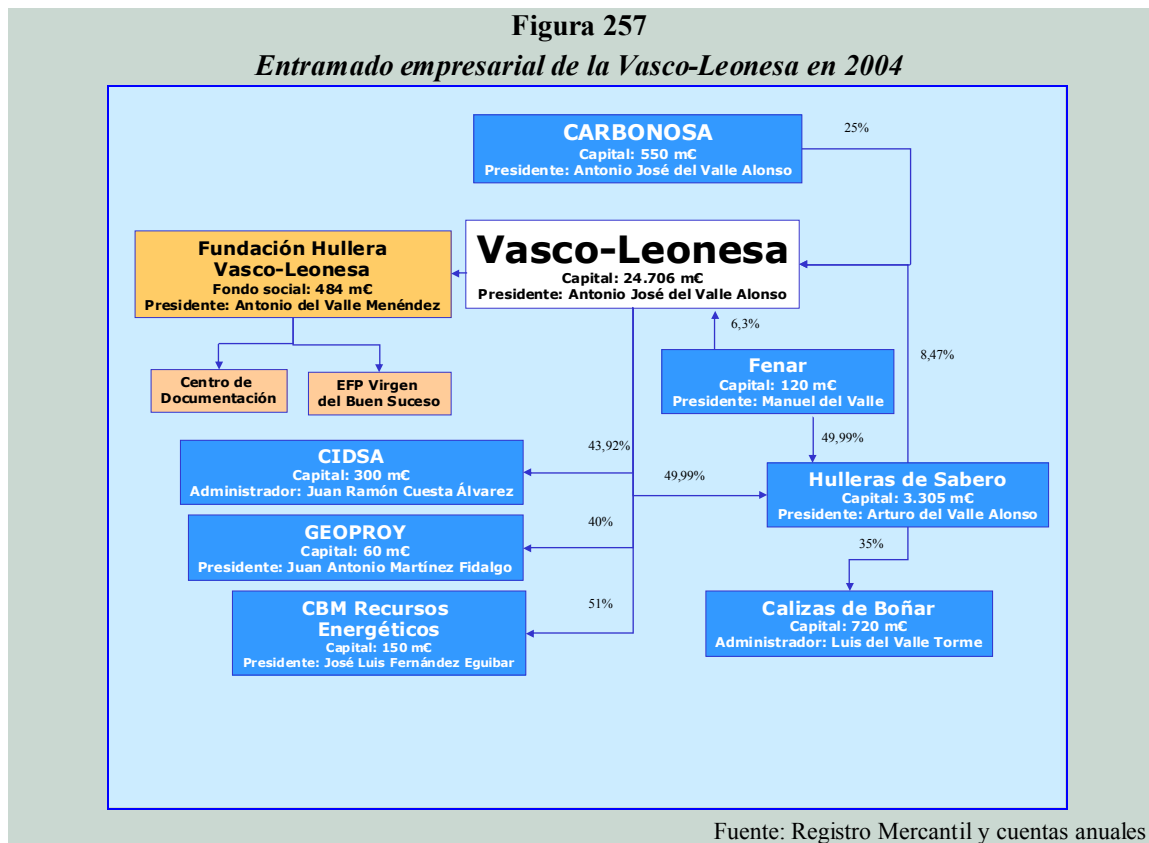 Figura 257
Entramado empresarial de la Vasco-Leonesa en 2004
CARBONOSA
Capital: 550 m€
Presidente: Antonio José del Valle Alonso
25%
Fundación Hullera
Vasco-Leonesa
Fondo social: 484 m€
Presidente: Antonio del Valle Menéndez
Vasco-Leonesa
Capital: 24.706 m€
Presidente: Antonio José del Valle Alonso
6,3%
8,47%
Centro de
Documentación
EFP Virgen
del Buen Suceso
Fenar
Capital: 120 m€
Presidente: Manuel del Valle
43,92%
49,99%
CIDSA
Capital: 300 m€
Administrador: Juan Ramón Cuesta Álvarez
49,99%
Hulleras de Sabero
Capital: 3.305 m€
Presidente: Arturo del Valle Alonso
40%
35%
GEOPROY
Capital: 60 m€
Presidente: Juan Antonio Martínez Fidalgo
51%
CBM Recursos
Energéticos
Capital: 150 m€
Presidente: José Luis Fernández Eguibar
Calizas de Boñar
Capital: 720 m€
Administrador: Luis del Valle Torme
Fuente: Registro Mercantil y cuentas anuales